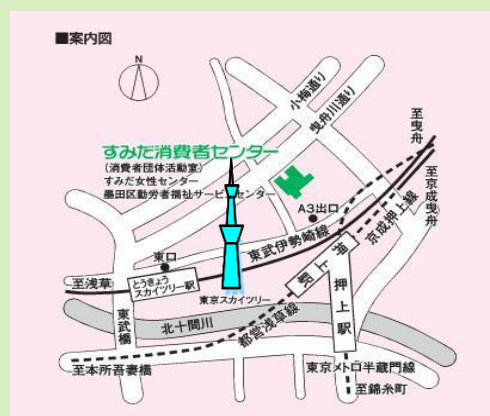 ■案内図
N
小梅通り
曳舟川通り
至曳舟
至京成曳舟
すみだ消費者センター
(消費者団体活動室)
すみだ女性センター
墨田区勤労者福祉サービスセンター
A3出口
京成押上線
東武伊勢崎線
東口
押上駅
押上駅
至浅草
とうきょう
スカイツリー駅
東京スカイツリー
東武橋
北十間川
都営浅草線
至本所吾妻橋
東京メトロ半蔵門線
至錦糸町